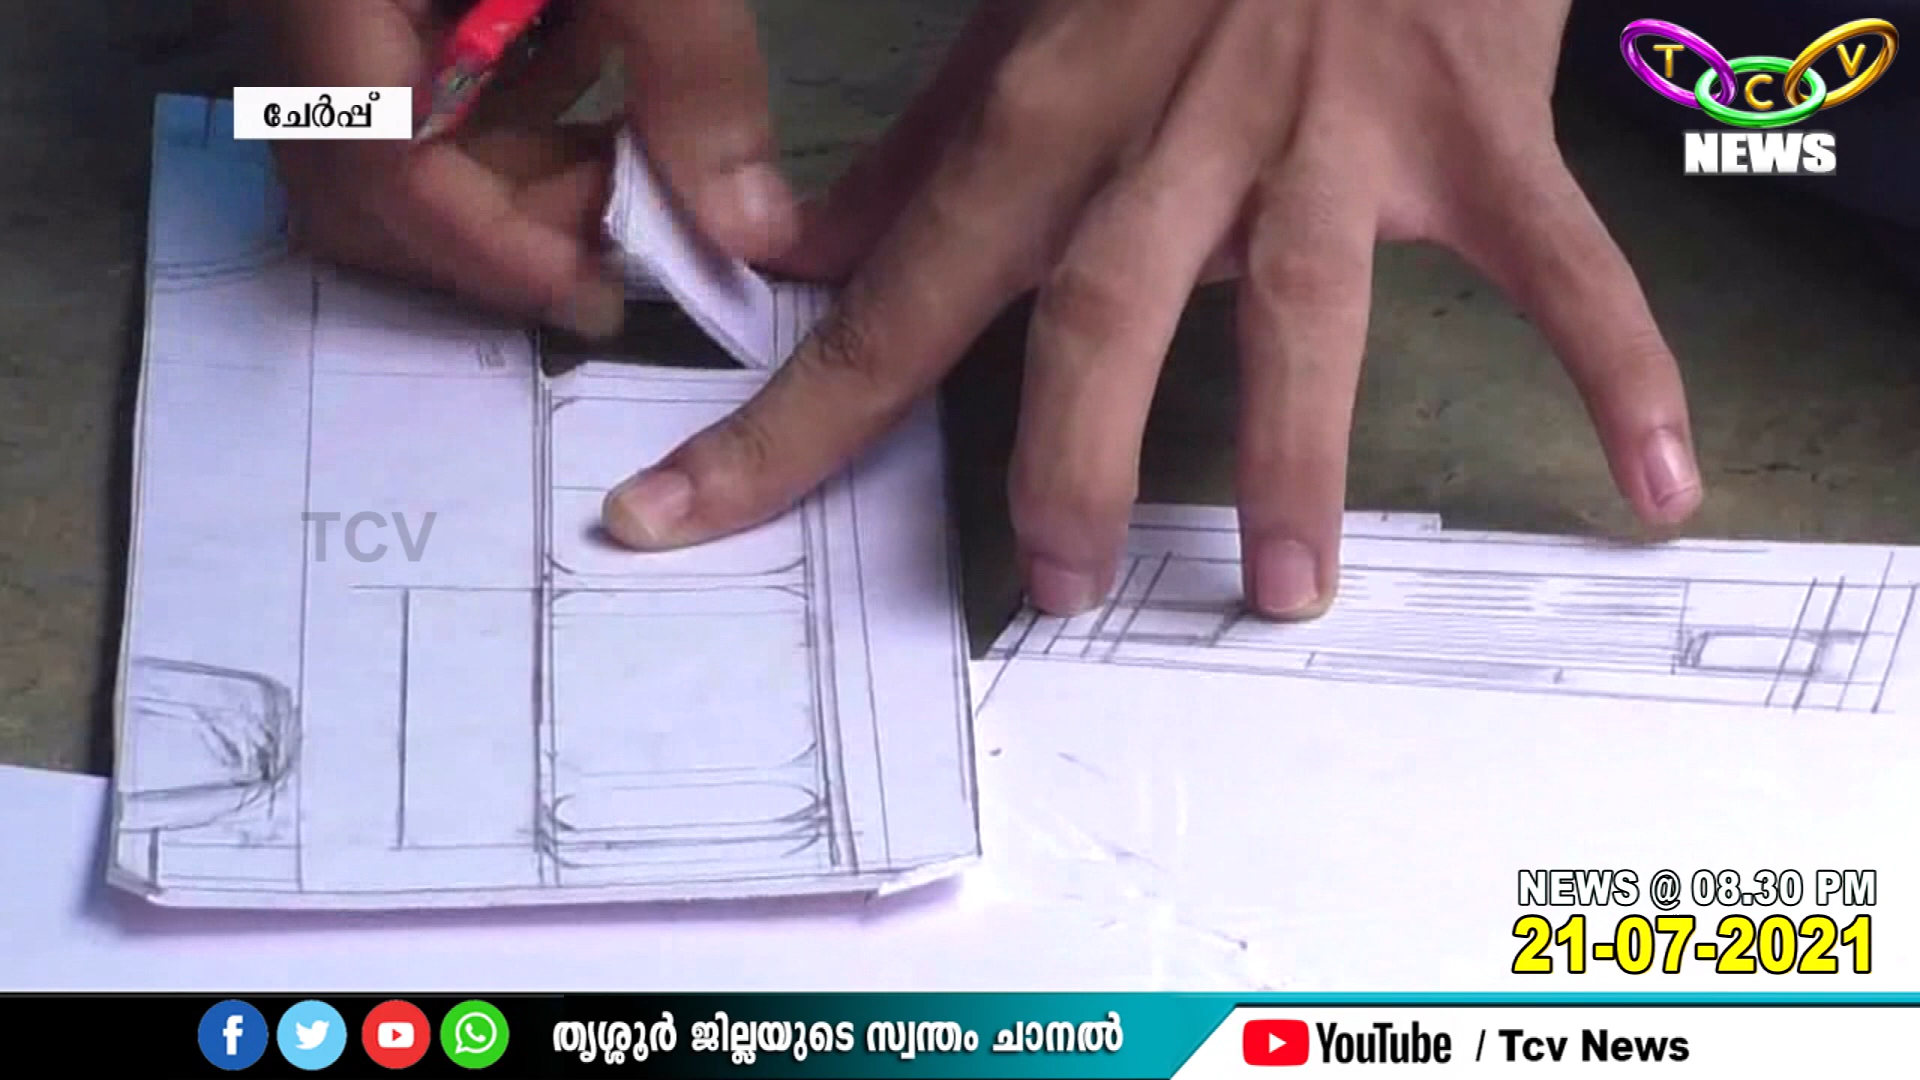 ചേർപ്പ്
T C V
NEWS
TCV
NEWS @ 08.30 PM
21-07-2021
തൃശ്ശൂർ ജില്ലയുടെ സ്വന്തം ചാനൽ
YouTube / Tcv News